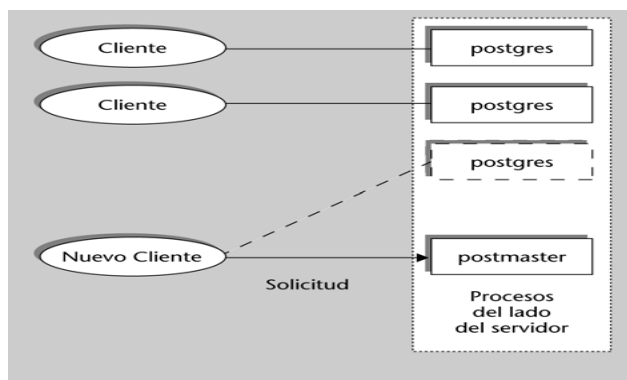 Cliente
postgres
Cliente
postgres
postgres
Nuevo Cliente
postmaster
Solicitud
Procesos
del lado
del servidor